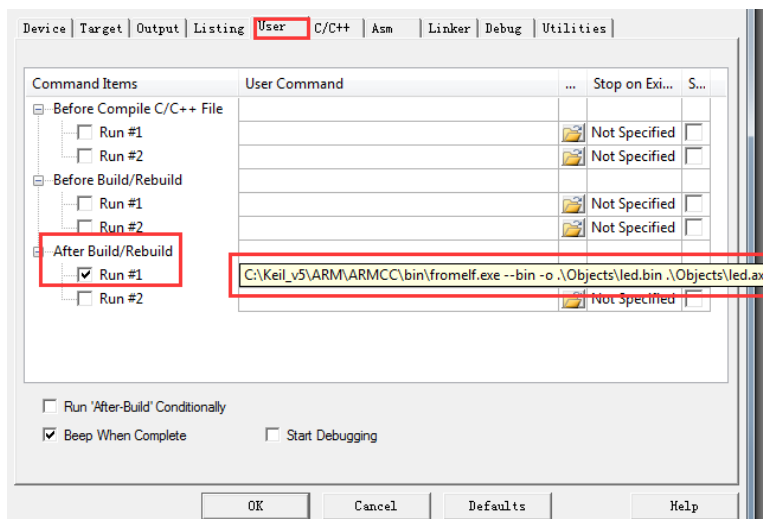 Device Target Output Listing User C/C++ Asm Linker Debug Utilities
Command Items User Command ... Stop on Exi... S...
Before Compile C/C++ File
Run #1 Not Specified
Run #2 Not Specified
Before Build/Rebuild
Run #1 Not Specified
Run #2 Not Specified
After Build/Rebuild
Run #1 C:\Keil_v5\ARM\ARMCC\bin\fromelf.exe --bin -o .\Objects\led.bin .\Objects\led.ax
Run #2 Not Specified
Run 'After-Build' Conditionally
Beep When Complete Start Debugging
OK Cancel Defaults Help